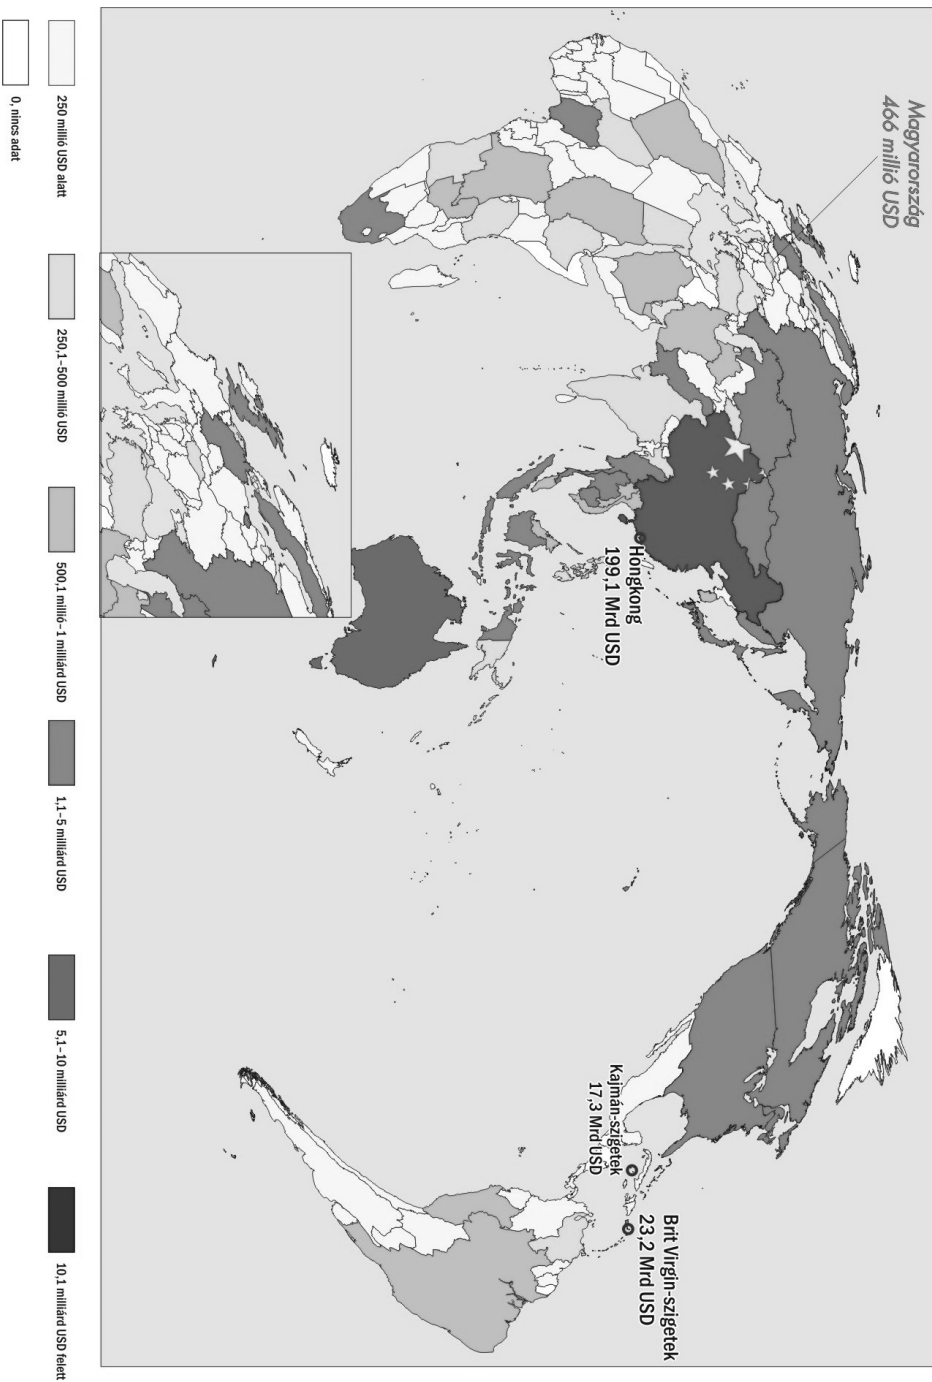 Magyarország
466 millió USD
Hongkong
199,1 Mrd USD
Kajmán-szigetek
17,3 Mrd USD
Brit Virgin-szigetek
23,2 Mrd USD
250 millió USD alatt
250,1–500 millió USD
500,1 millió–1 milliárd USD
1,1–5 milliárd USD
5,1–10 milliárd USD
10,1 milliárd USD felett
0, nincs adat